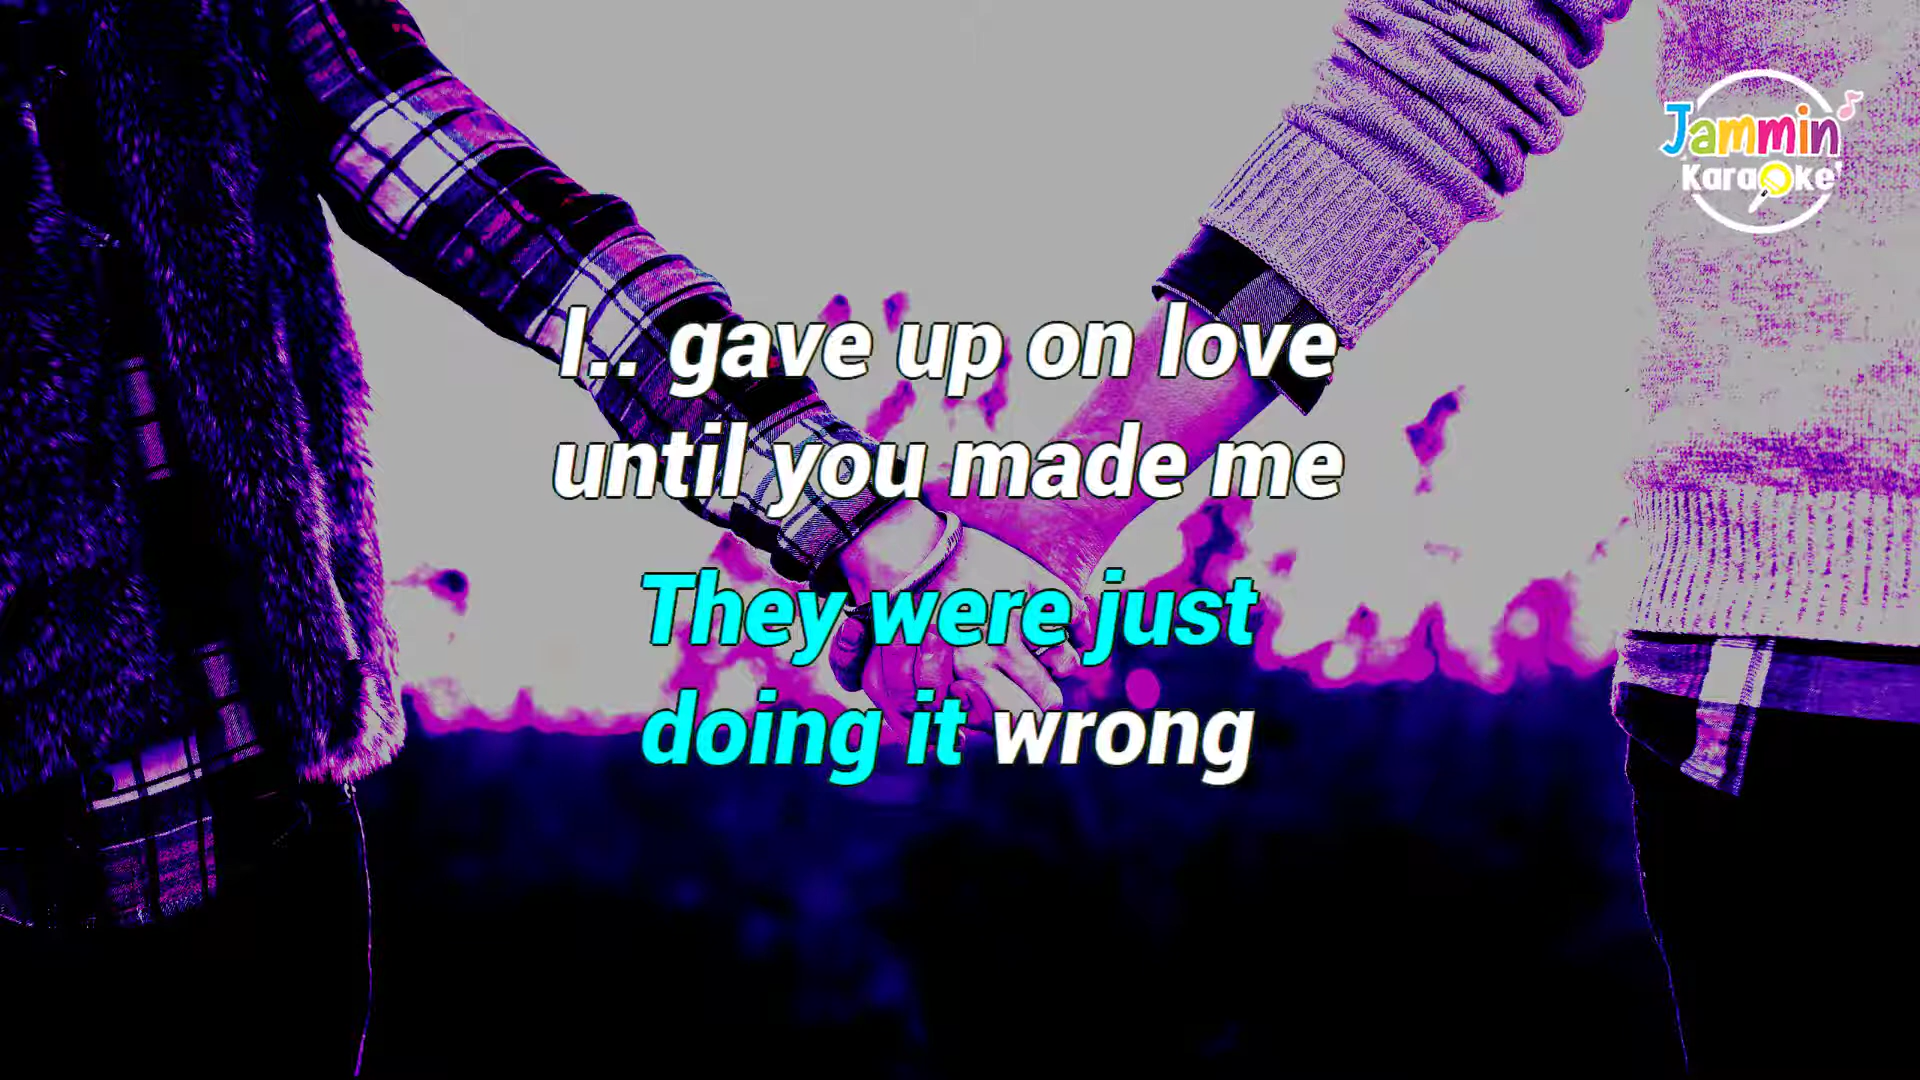 Jammin'
Karaoke
I.. gave up on love
until you made me
They were just
doing it wrong